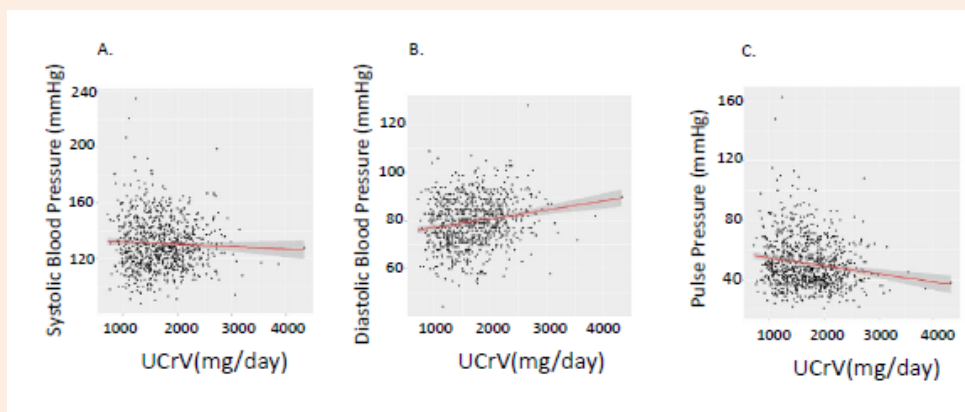 A.
Systolic Blood Pressure (mmHg)
240
200
160
120
1000 2000 3000 4000
UCrV(mg/day)
B.
Diastolic Blood Pressure (mmHg)
120
100
80
60
1000 2000 3000 4000
UCrV(mg/day)
C.
Pulse Pressure (mmHg)
160
120
80
40
1000 2000 3000 4000
UCrV(mg/day)